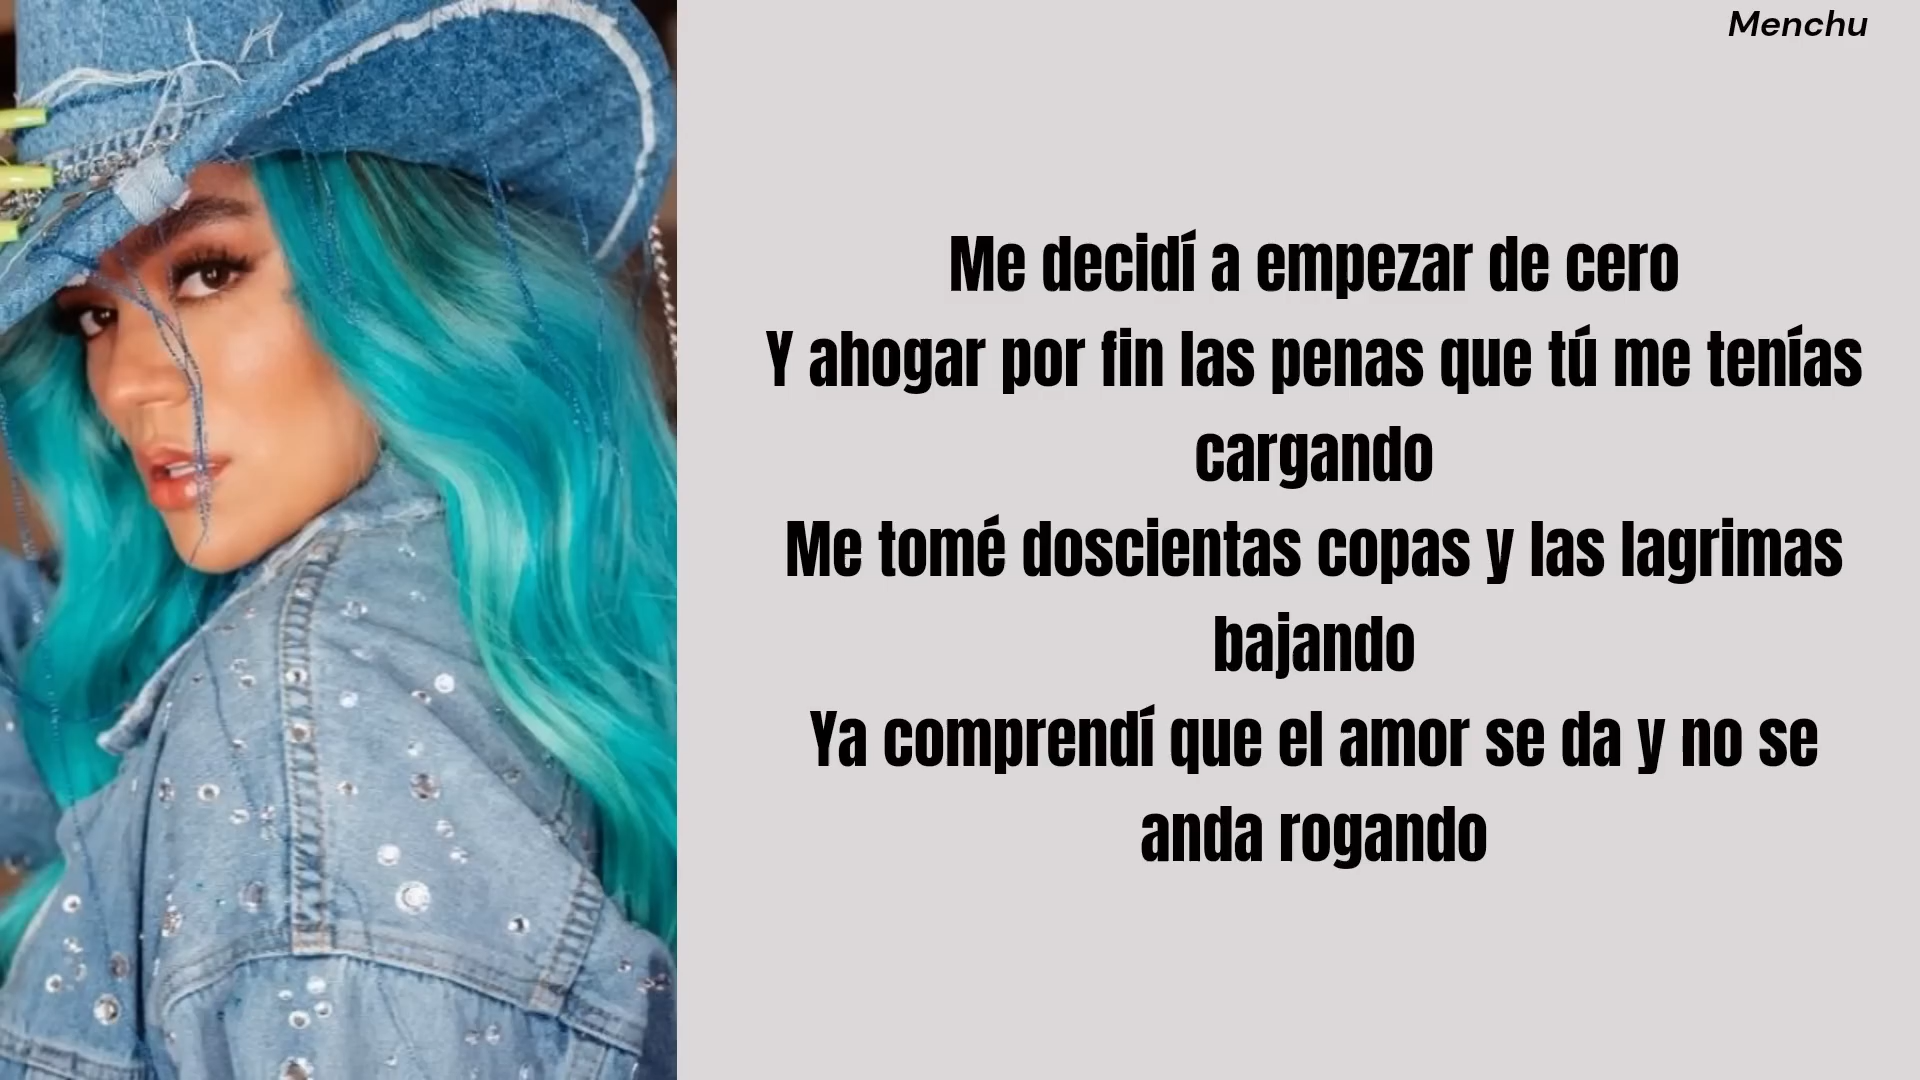 Menchu
Me decidí a empezar de cero
Y ahogar por fin las penas que tú me tenías
cargando
Me tomé doscientas copas y las lagrimas
bajando
Ya comprendí que el amor se da y no se
anda rogando